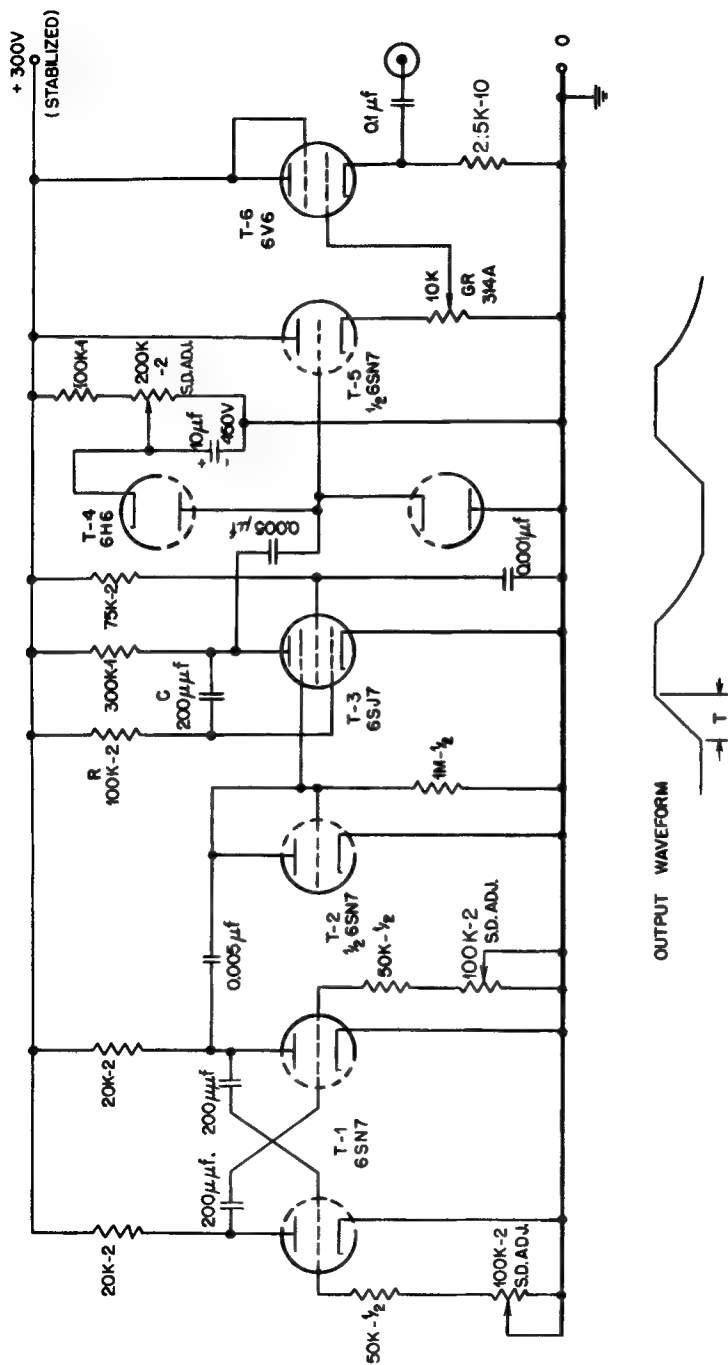 + 300V
(STABILIZED)
0.1 µf
2.5K-10
0
T-6
6V6
10K
GR
314A
100K-1
200K
-2
S.D. ADJ.
10µf
450V
+
-
T-5
½ 6SN7
T-4
6H6
0.005µf
0.001µf
75K-2
300K-1
C
200µµf
R
100K-2
T-3
6SJ7
1M-½
0.005µf
T-2
½ 6SN7
50K-½
100K-2
S.D. ADJ.
20K-2
200µµf
200µµf.
T-1
6SN7
20K-2
50K-½
100K-2
S.D. ADJ.
OUTPUT WAVEFORM
T